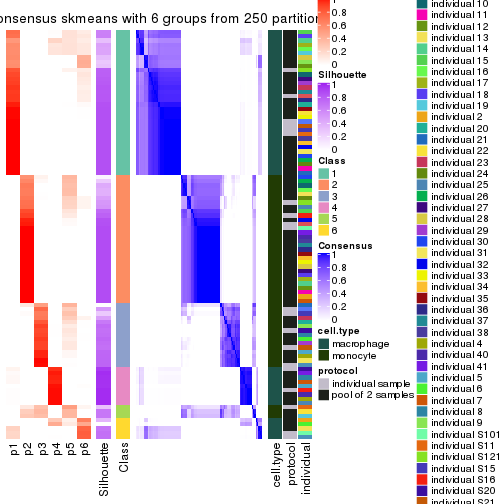 onsensus skmeans with 6 groups from 250 partition
0.8
0.6
0.4
0.2
0
Silhouette
1
0.8
0.6
0.4
0.2
0
Class
1
2
3
4
5
6
Consensus
1
0.8
0.6
0.4
0.2
0
cell.type
macrophage
monocyte
protocol
individual sample
pool of 2 samples
p1
p2
p3
p4
p5
p6
Silhouette
Class
cell.type
protocol
individual
individual 10
individual 11
individual 12
individual 13
individual 14
individual 15
individual 16
individual 17
individual 18
individual 19
individual 2
individual 20
individual 21
individual 22
individual 23
individual 24
individual 25
individual 26
individual 27
individual 28
individual 29
individual 30
individual 31
individual 32
individual 33
individual 34
individual 35
individual 36
individual 37
individual 38
individual 4
individual 40
individual 41
individual 5
individual 6
individual 7
individual 8
individual 9
individual S101
individual S11
individual S121
individual S15
individual S16
individual S20
individual S21